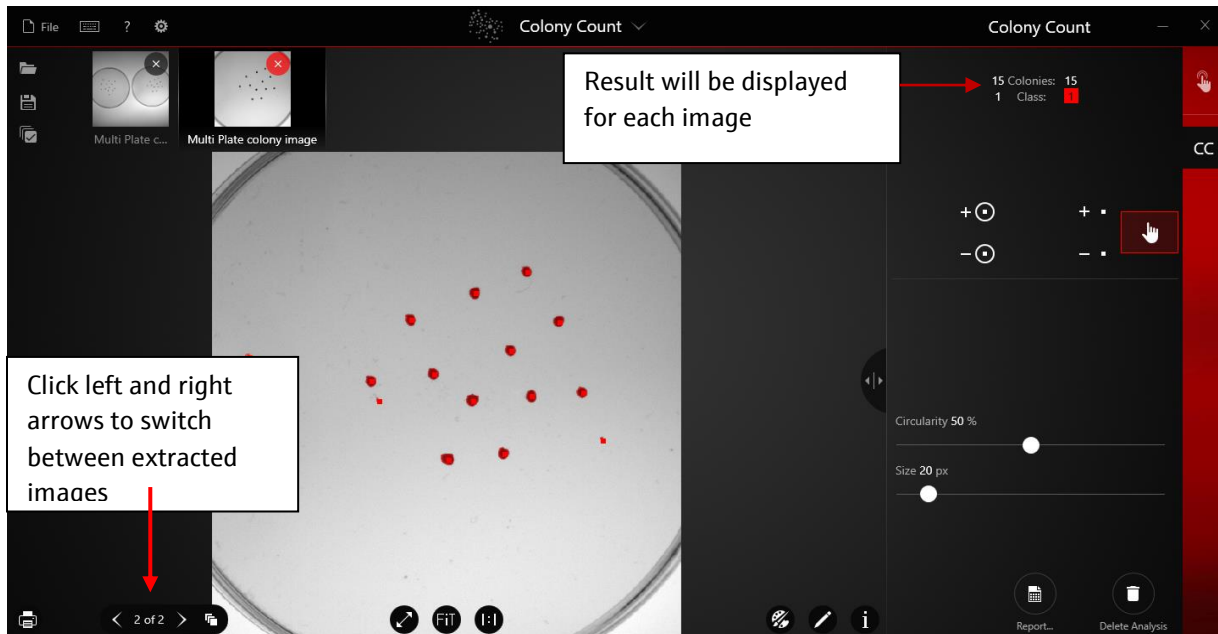 File ? Colony Count Colony Count
Result will be displayed
for each image
15 Colonies: 15
1 Class: 1
Multi Plate c... Multi Plate colony image
CC
+ +
− −
Click left and right
arrows to switch
between extracted
images
Circularity 50 %
Size 20 px
2 of 2 FiT 1:1 i
Report... Delete Analysis